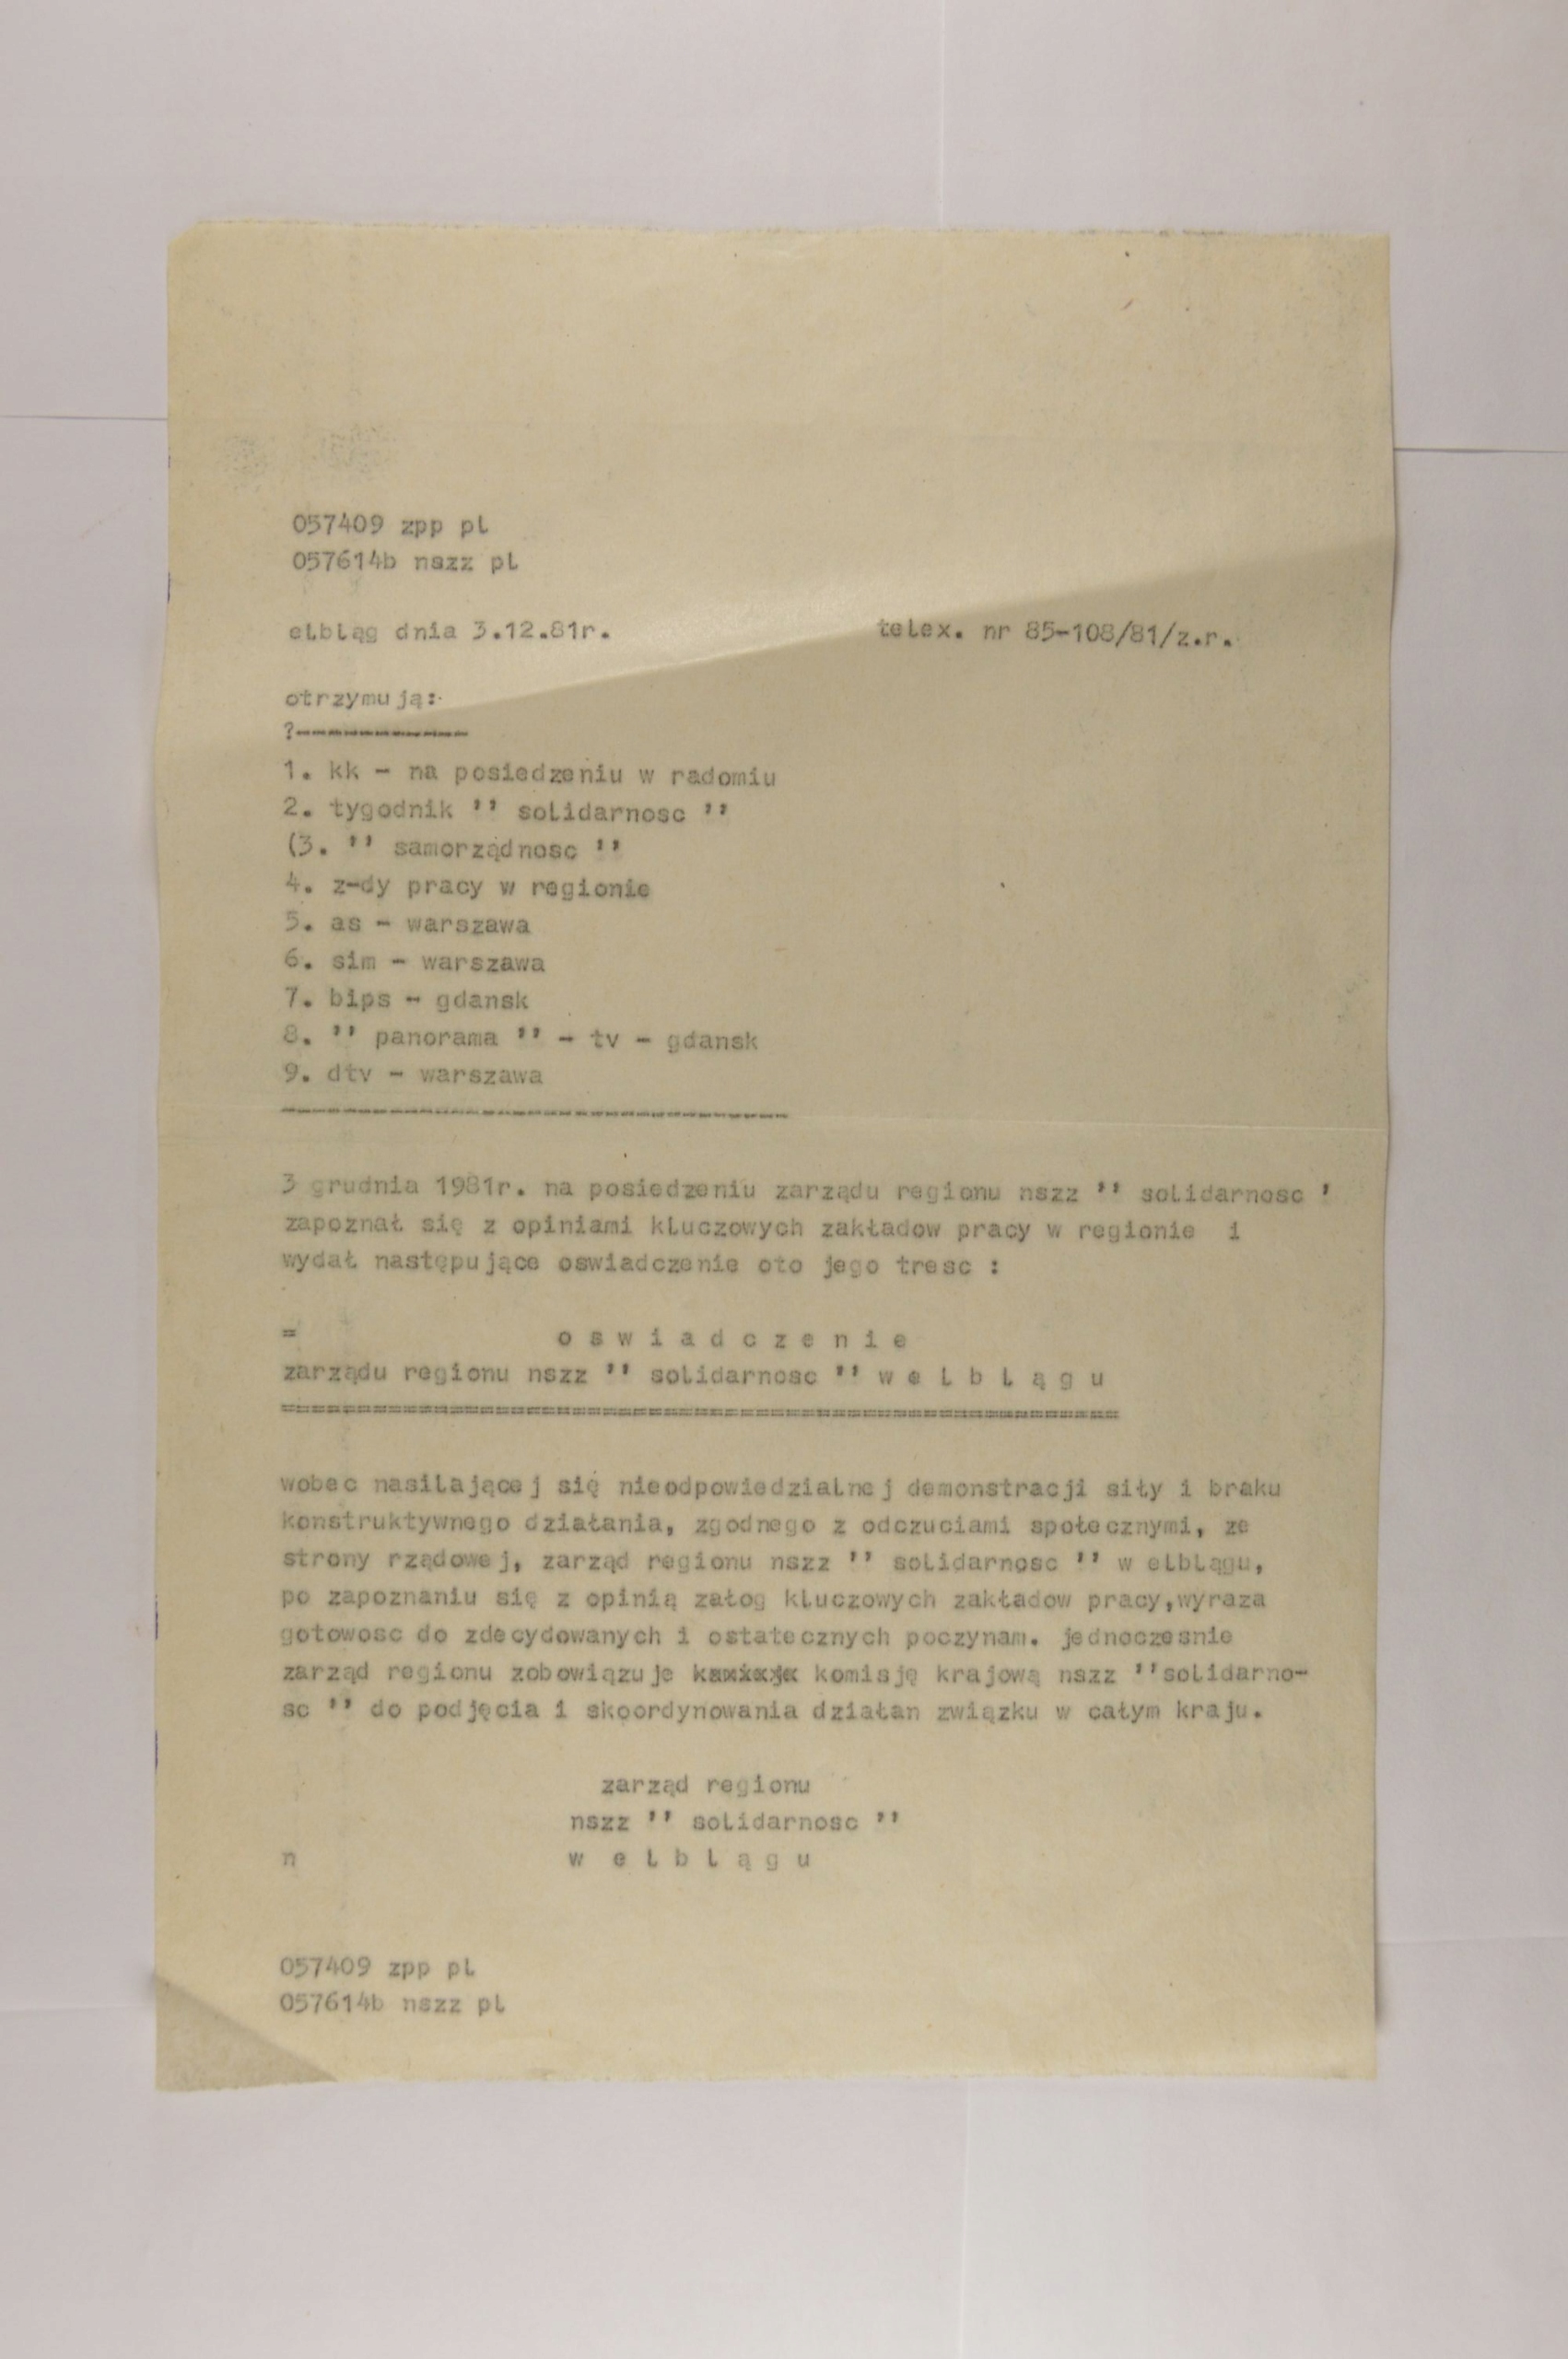 057409 zpp pl
057614b nszz pl
elbląg dnia 3.12.81r. telex. nr 85-108/81/z.r.
otrzymują:
?-----------------
1. kk - na posiedzeniu w radomiu
2. tygodnik '' solidarnosc ''
(3. '' samorządnosc ''
4. z-dy pracy w regionie
5. as - warszawa
6. sim - warszawa
7. bips - gdansk
8. '' panorama '' - tv - gdansk
9. dtv - warszawa
---------------------------------
3 grudnia 1981r. na posiedzeniu zarządu regionu nszz '' solidarnosc '
zapoznał się z opiniami kluczowych zakładow pracy w regionie i
wydał następujące oswiadczenie oto jego tresc :
= o s w i a d c z e n i e
zarządu regionu nszz '' solidarnosc '' w e l b l ą g u
======================================================
wobec nasilającej się nieodpowiedzialnej demonstracji siły i braku
konstruktywnego działania, zgodnego z odczuciami społecznymi, ze
strony rządowej, zarząd regionu nszz '' solidarnosc '' w elblągu,
po zapoznaniu się z opinią załog kluczowych zakładow pracy,wyraza
gotowosc do zdecydowanych i ostatecznych poczynam. jednoczesnie
zarząd regionu zobowiązuje komisję krajową nszz ''solidarno-
sc '' do podjęcia i skoordynowania działan związku w całym kraju.
zarząd regionu
nszz '' solidarnosc ''
n w e l b l ą g u
057409 zpp pl
057614b nszz pl